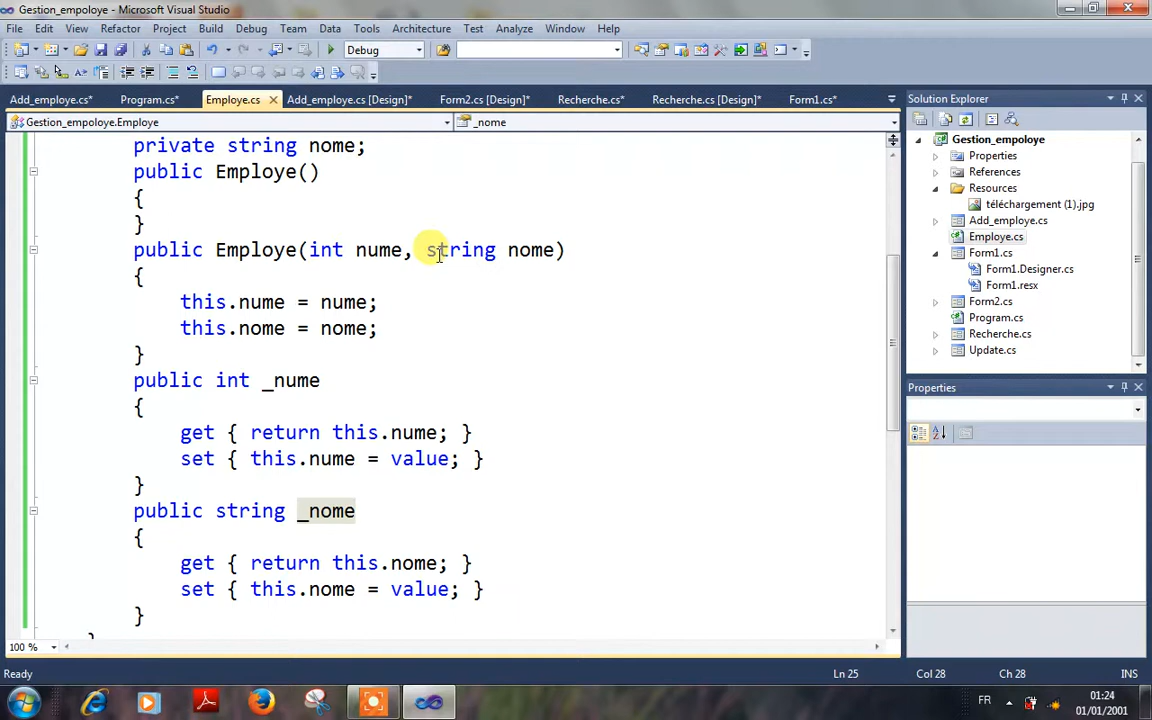 Gestion_empoloye - Microsoft Visual Studio
File Edit View Refactor Project Build Debug Team Data Tools Architecture Test Analyze Window Help
Debug
Add_employe.cs* Program.cs* Employe.cs Add_employe.cs [Design]* Form2.cs [Design]* Recherche.cs* Recherche.cs [Design]* Form1.cs*
Gestion_empoloye.Employe _nome
private string nome;
public Employe()
{
}
public Employe(int nume, string nome)
{
this.nume = nume;
this.nome = nome;
}
public int _nume
{
get { return this.nume; }
set { this.nume = value; }
}
public string _nome
{
get { return this.nome; }
set { this.nome = value; }
}
100 %
Solution Explorer
Gestion_empoloye
Properties
References
Resources
téléchargement (1).jpg
Add_employe.cs
Employe.cs
Form1.cs
Form1.Designer.cs
Form1.resx
Form2.cs
Program.cs
Recherche.cs
Update.cs
Properties
Ready Ln 25 Col 28 Ch 28 INS
FR 01:24
01/01/2001